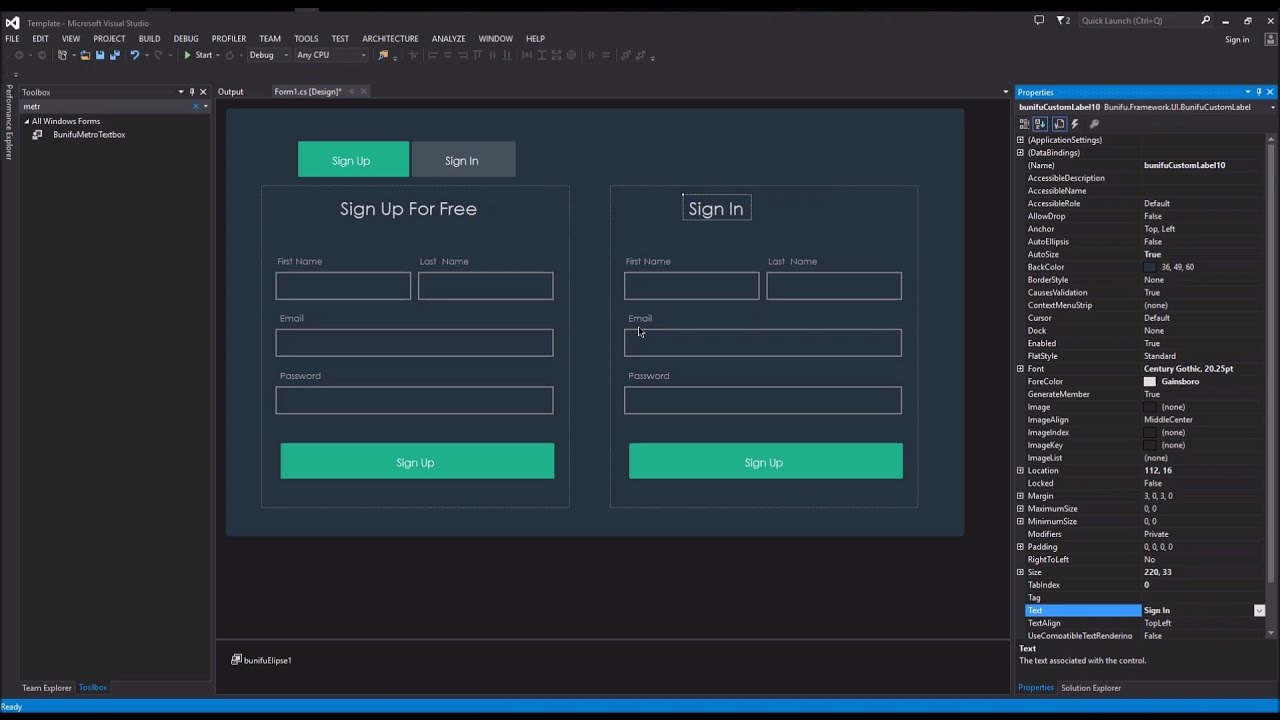 Template - Microsoft Visual Studio
2
Quick Launch (Ctrl+Q)
FILE EDIT VIEW PROJECT BUILD DEBUG PROFILER TEAM TOOLS TEST ARCHITECTURE ANALYZE WINDOW HELP
Sign in
Start
Debug
Any CPU
Performance Explorer
Toolbox
metr
All Windows Forms
BunifuMetroTextbox
Output
Form1.cs [Design]*
Sign Up
Sign In
Sign Up For Free
First Name
Last Name
Email
Password
Sign Up
Sign In
First Name
Last Name
Email
Password
Sign Up
bunifuElipse1
Properties
bunifuCustomLabel10 Bunifu.Framework.UI.BunifuCustomLabel
(ApplicationSettings)
(DataBindings)
(Name) bunifuCustomLabel10
AccessibleDescription
AccessibleName
AccessibleRole Default
AllowDrop False
Anchor Top, Left
AutoEllipsis False
AutoSize True
BackColor 36, 49, 60
BorderStyle None
CausesValidation True
ContextMenuStrip (none)
Cursor Default
Dock None
Enabled True
FlatStyle Standard
Font Century Gothic, 20.25pt
ForeColor Gainsboro
GenerateMember True
Image (none)
ImageAlign MiddleCenter
ImageIndex (none)
ImageKey (none)
ImageList (none)
Location 112, 16
Locked False
Margin 3, 0, 3, 0
MaximumSize 0, 0
MinimumSize 0, 0
Modifiers Private
Padding 0, 0, 0, 0
RightToLeft No
Size 220, 33
TabIndex 0
Tag
Text Sign In
TextAlign TopLeft
UseCompatibleTextRendering False
Text
The text associated with the control.
Team Explorer Toolbox
Properties Solution Explorer
Ready